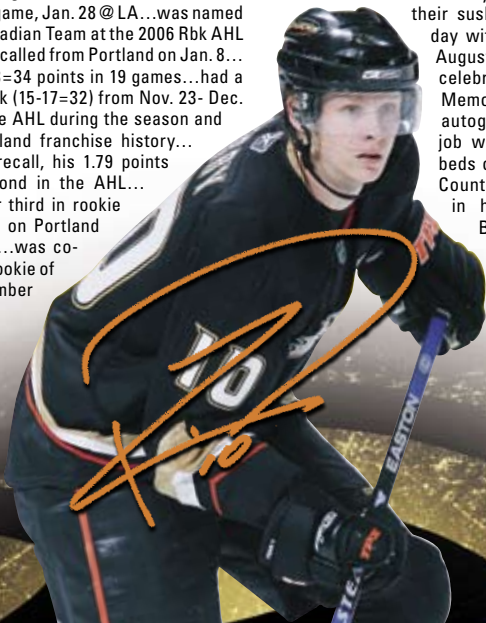 game, Jan. 28 @ LA...was named
adian Team at the 2006 Rbk AHL
called from Portland on Jan. 8...
=34 points in 19 games...had a
k (15-17=32) from Nov. 23- Dec.
e AHL during the season and
land franchise history...
recall, his 1.79 points
ond in the AHL...
r third in rookie
on Portland
...was co-
ookie of
mber
their
day wi
August
celebr
Memo
autog
job w
beds o
Count
in h
B
10
10
EASTON